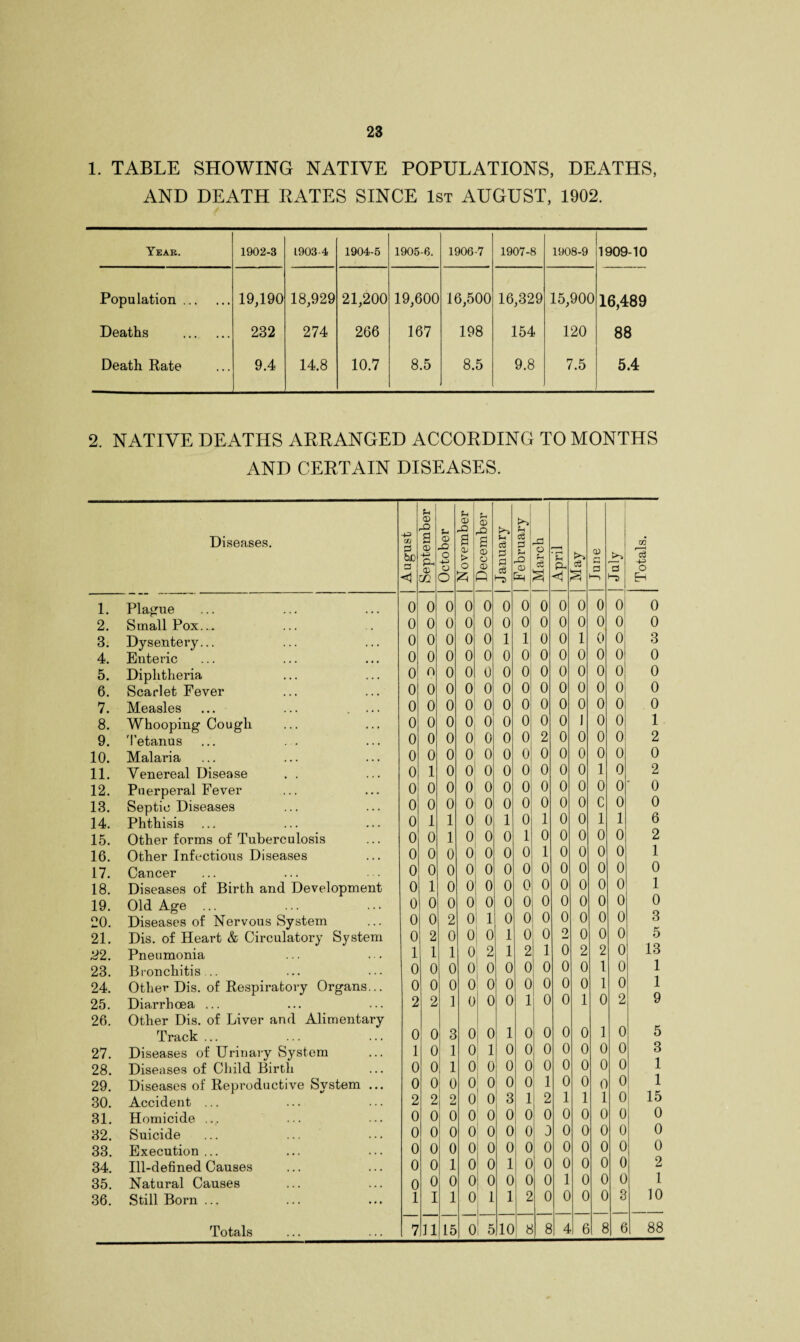 23
1. TABLE SHOWING NATIVE POPULATIONS, DEATHS,
AND DEATH RATES SINCE 1st AUGUST, 1902.
Year. 1902-3 1903-4 1904-5 1905-6. 1906-7 1907-8 1908-9 1909-10
Population ... ... 19,190 18,929 21,200 19,600 16,500 16,329 15,900 16,489
Deaths ... ... 232 274 266 167 198 154 120 88
Death Rate ... 9.4 14.8 10.7 8.5 8.5 9.8 7.5 5.4
2. NATIVE DEATHS ARRANGED ACCORDING TO MONTHS
AND CERTAIN DISEASES.
Diseases. August September October November December January February March April May June July Totals.
1. Plague ... ... ... 0 0 0 0 0 0 0 0 0 0 0 0 0
2. Small Pox... ... . 0 0 0 0 0 0 0 0 0 0 0 0 0
3. Dysentery... ... ... 0 0 0 0 0 1 1 0 0 1 0 0 3
4. Enteric ... ... ... 0 0 0 0 0 0 0 0 0 0 0 0 0
5. Diphtheria ... ... 0 0 0 0 0 0 0 0 0 0 0 0 0
6. Scarlet Fever ... ... 0 0 0 0 0 0 0 0 0 0 0 0 0
7. Measles ... ... . ... 0 0 0 0 0 0 0 0 0 0 0 0 0
8. Whooping Cough ... ... 0 0 0 0 0 0 0 0 0 1 0 0 1
9. Tetanus ... . . ... 0 0 0 0 0 0 0 2 0 0 0 0 2
10. Malaria ... ... ... 0 0 0 0 0 0 0 0 0 0 0 0 0
11. Venereal Disease . . ... 0 1 0 0 0 0 0 0 0 0 1 0 2
12. Puerperal Fever ... ... 0 0 0 0 0 0 0 0 0 0 0 0 0
13. Septic Diseases ... ... 0 0 0 0 0 0 0 0 0 0 C 0 0
14. Phthisis ... ... ... 0 1 1 0 0 1 0 1 0 0 1 1 6
15. Other forms of Tuberculosis ... 0 0 1 0 0 0 1 0 0 0 0 0 2
16. Other Infectious Diseases ... 0 0 0 0 0 0 0 1 0 0 0 0 1
17. Cancer ... ... .. 0 0 0 0 0 0 0 0 0 0 0 0 0
18. Diseases of Birth and Development 0 1 0 0 0 0 0 0 0 0 0 0 1
19. Old Age ... ... ... 0 0 0 0 0 0 0 0 0 0 0 0 0
20. Diseases of Nervous System ... 0 0 2 0 1 0 0 0 0 0 0 0 3
21. Dis. of Heart & Circulatory System 0 2 0 0 0 1 0 0 2 0 0 0 5
22. Pneumonia ... ... 1 1 1 0 2 1 2 1 0 2 2 0 13
23. Bronchitis .. ... ... 0 0 0 0 0 0 0 0 0 0 1 0 1
24. Other Dis. of Respiratory Organs... 0 0 0 0 0 0 0 0 0 0 1 0 1
25. Diarrhœa ... ... ... 2 2 1 0 0 0 1 0 0 1 0 2 9
26. Other Dis. of Liver and Alimentary
Track ... ... ... 0 0 3 0 0 1 0 0 0 0 1 0 5
27. Diseases of Urinary System ... 1 0 1 0 1 0 0 0 0 0 0 0 3
28. Diseases of Child Birth ... 0 0 1 0 0 0 0 0 0 0 0 0 1
29. Diseases of Reproductive System ... 0 0 0 0 0 0 0 1 0 0 0 0 1
30. Accident ... ... ... 2 2 2 0 0 3 1 2 1 1 1 0 15
31. Homicide ... ... ... 0 0 0 0 0 0 0 0 0 0 0 0 0
32. Suicide ... ... ... 0 0 0 0 0 0 0 0 0 0 0 0 0
33. Execution ... ... ... 0 0 0 0 0 0 0 0 0 0 0 0 0
34. Ill-defined Causes ... ... 0 0 1 0 0 1 0 0 0 0 0 0 2
35. Natural Causes ... ... 0 0 0 0 0 0 0 0 1 0 0 0 1
36. Still Born ... ... ... 1 1 1 0 1 1 2 0 0 0 0 3 10
Totals ... ... 7 11 15 0 5 10 8 8 4 6 8 6 88